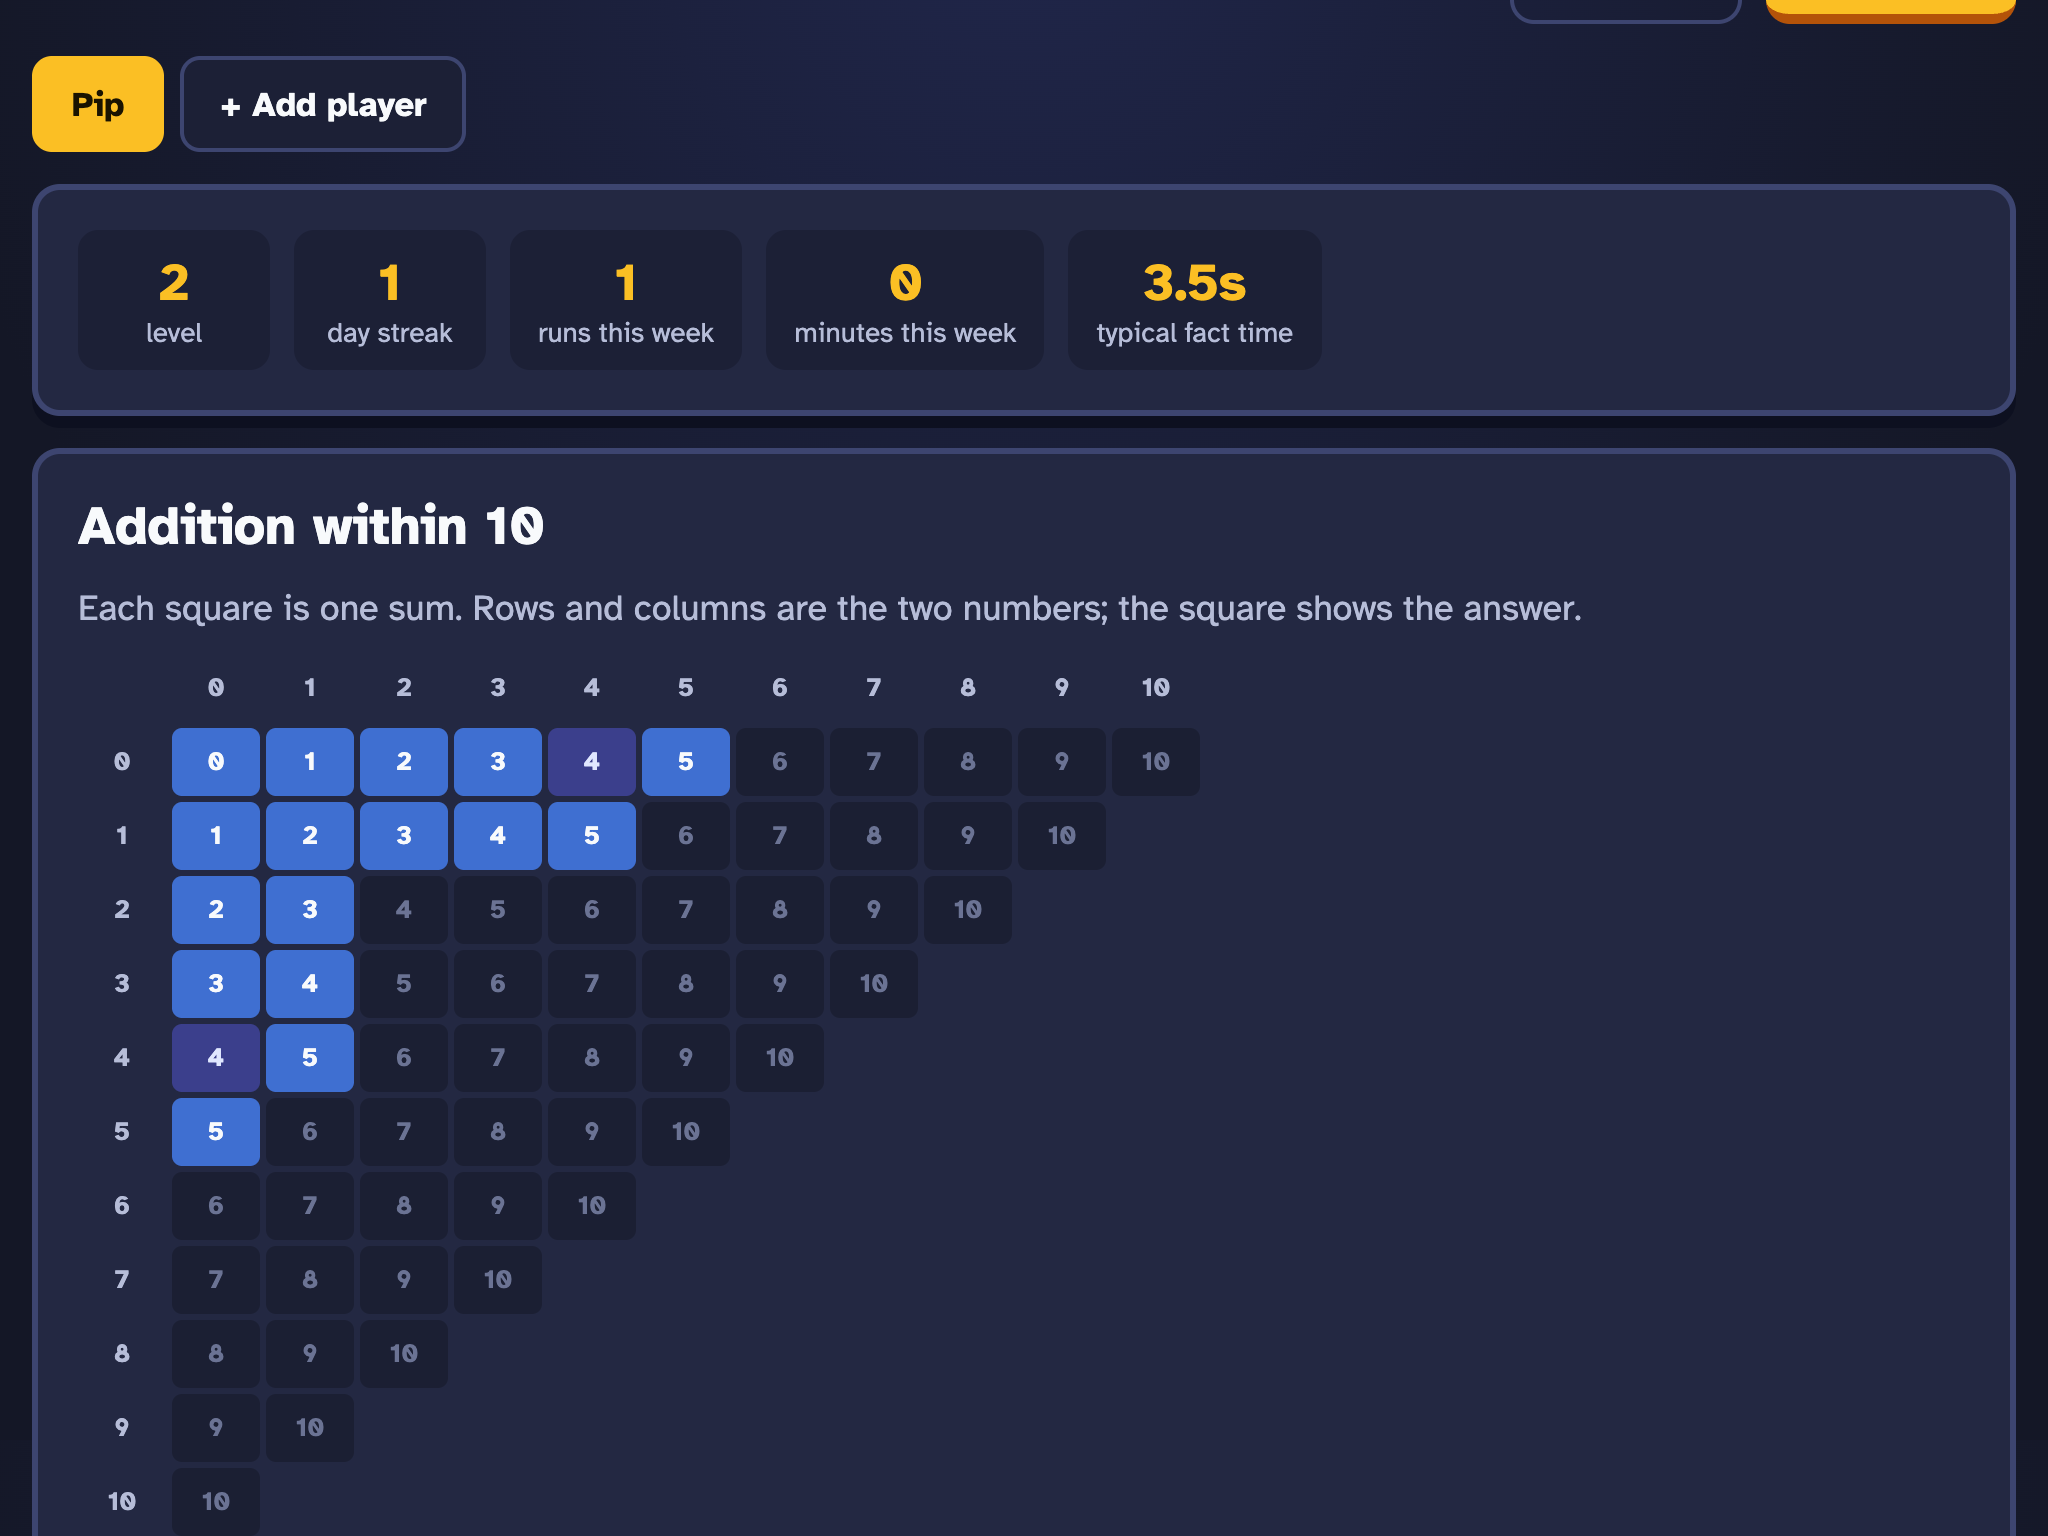 Pip
+ Add player
2
level
1
day streak
1
runs this week
0
minutes this week
3.5s
typical fact time
Addition within 10
Each square is one sum. Rows and columns are the two numbers; the square shows the answer.
0 1 2 3 4 5 6 7 8 9 10
0 0 1 2 3 4 5 6 7 8 9 10
1 1 2 3 4 5 6 7 8 9 10
2 2 3 4 5 6 7 8 9 10
3 3 4 5 6 7 8 9 10
4 4 5 6 7 8 9 10
5 5 6 7 8 9 10
6 6 7 8 9 10
7 7 8 9 10
8 8 9 10
9 9 10
10 10